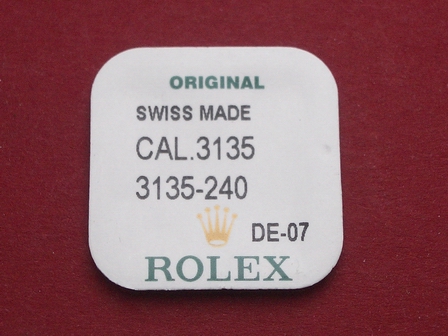 ORIGINAL
SWISS MADE
CAL.3135
3135-240
DE-07
ROLEX